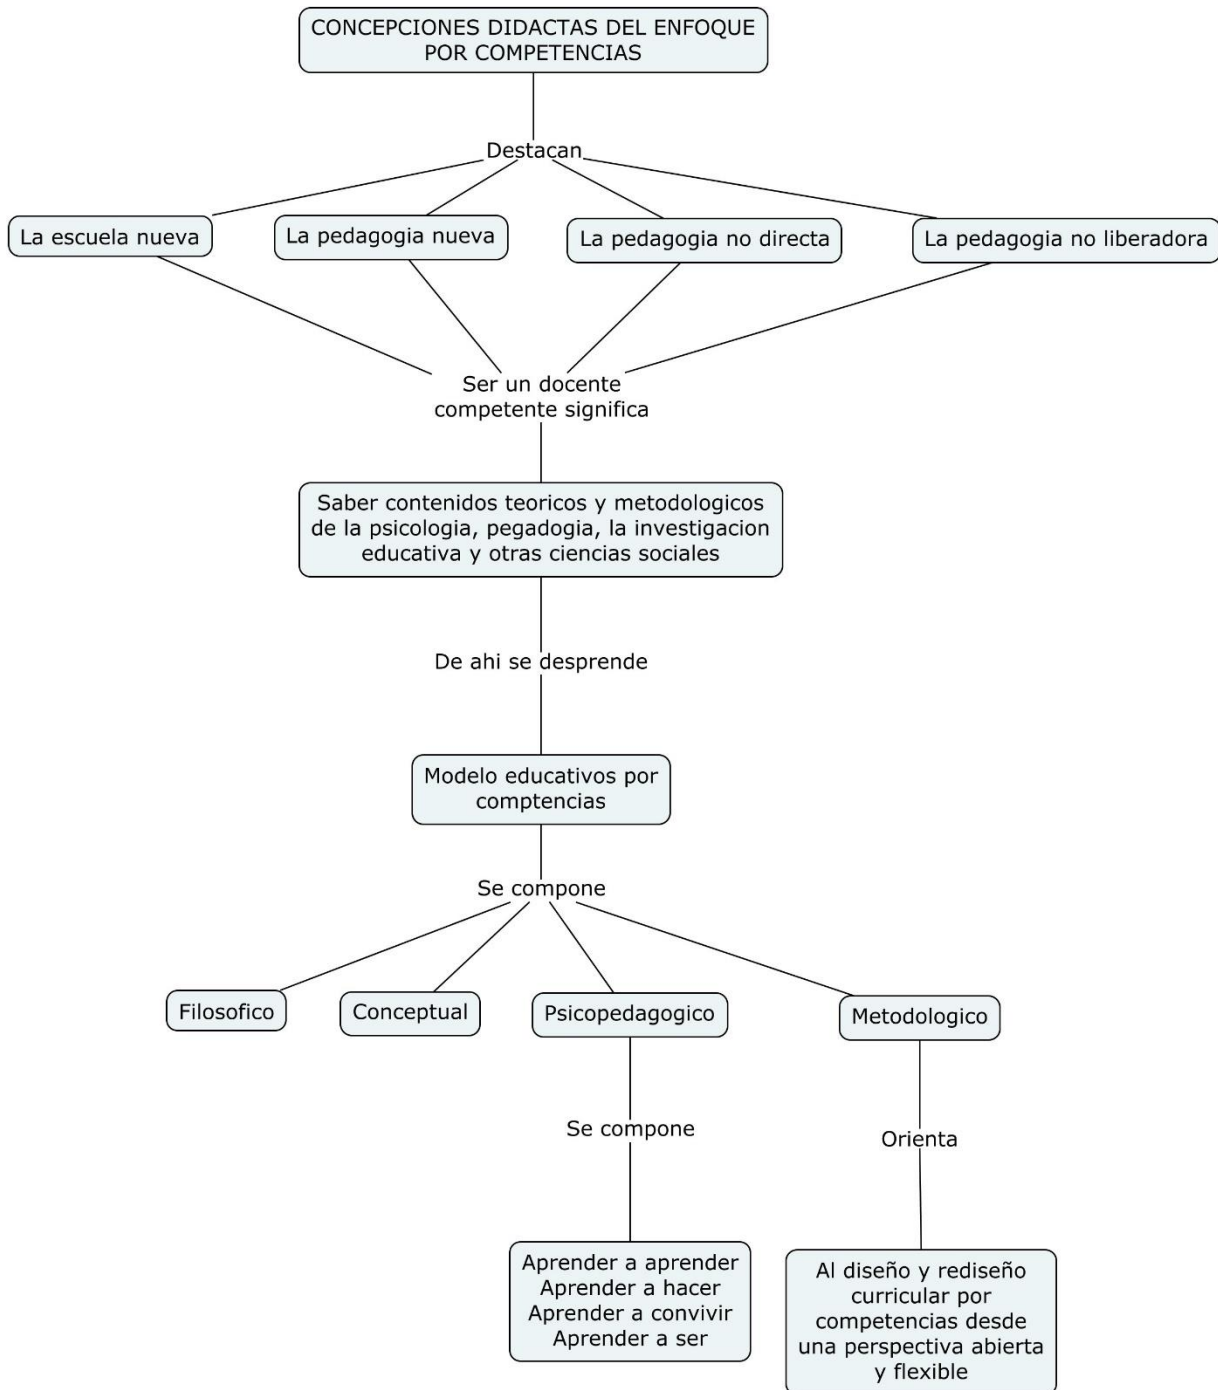 CONCEPCIONES DIDACTAS DEL ENFOQUE
POR COMPETENCIAS
Destacan
La escuela nueva
La pedagogia nueva
La pedagogia no directa
La pedagogia no liberadora
Ser un docente
competente significa
Saber contenidos teoricos y metodologicos
de la psicologia, pegadogia, la investigacion
educativa y otras ciencias sociales
De ahi se desprende
Modelo educativos por
comptencias
Se compone
Filosofico
Conceptual
Psicopedagogico
Metodologico
Se compone
Orienta
Aprender a aprender
Aprender a hacer
Aprender a convivir
Aprender a ser
Al diseño y rediseño
curricular por
competencias desde
una perspectiva abierta
y flexible